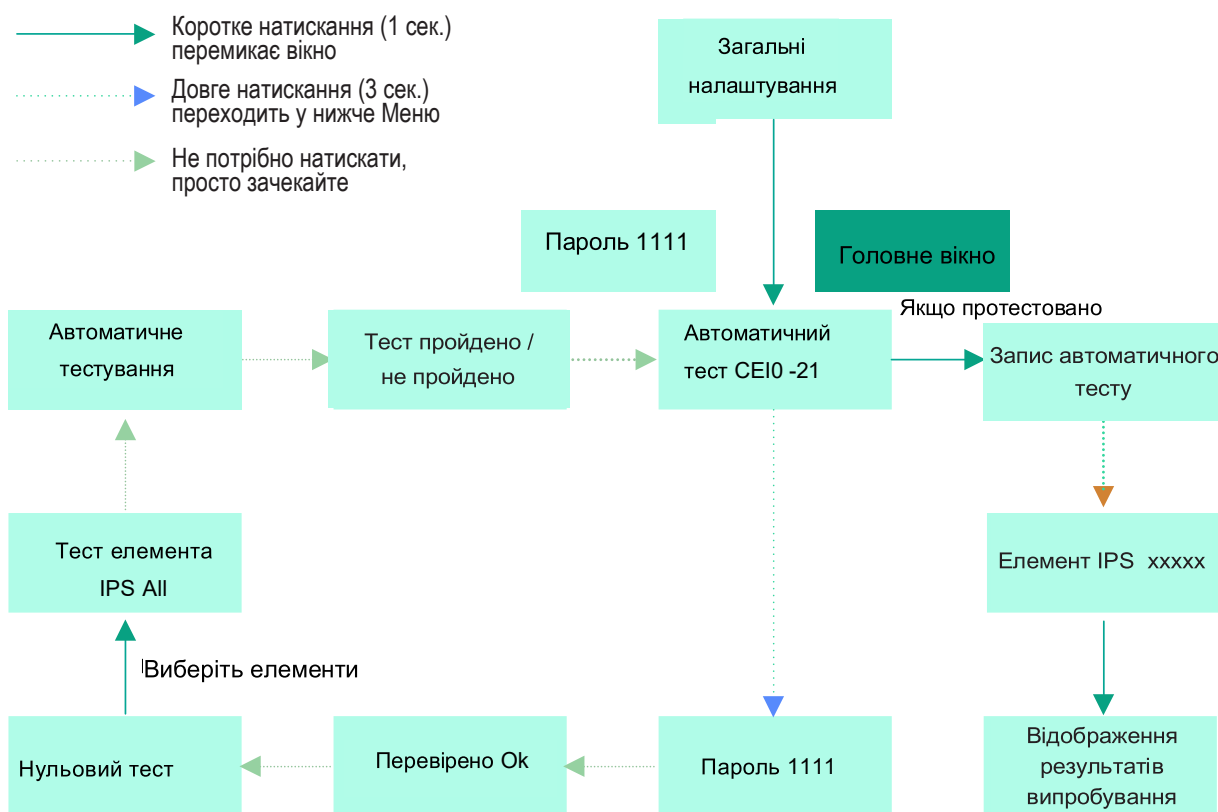 Коротке натискання (1 сек.)
перемикає вікно
Довге натискання (3 сек.)
переходить у нижче Меню
Не потрібно натискати,
просто зачекайте
Загальні
налаштування
Пароль 1111
Головне вікно
Якщо протестовано
Автоматичне
тестування
Тест пройдено /
не пройдено
Автоматичний
тест CEI0 -21
Запис автоматичного
тесту
Тест елемента
IPS All
Елемент IPS xxxxx
Виберіть елементи
Нульовий тест
Перевірено Ok
Пароль 1111
Відображення
результатів
випробування